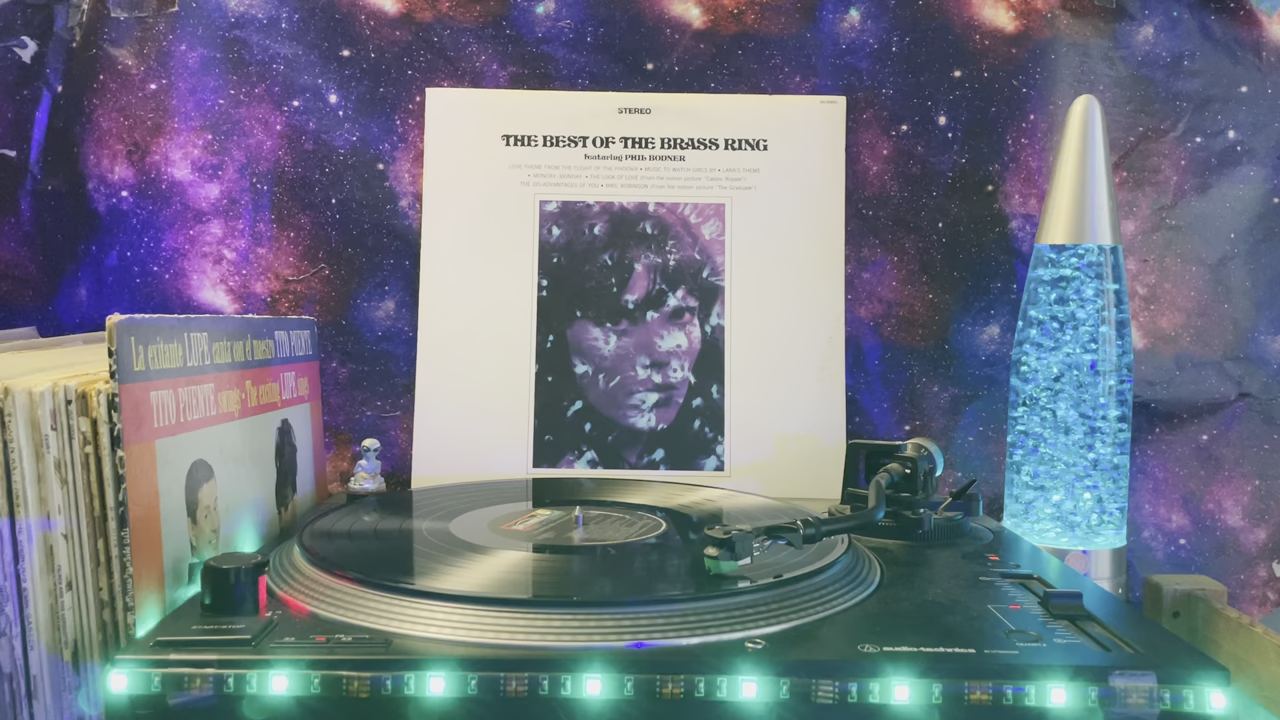 STEREO
THE BEST OF THE BRASS RING
featuring PHIL BODNER
LOVE THEME FROM THE FLIGHT OF THE PHOENIX • MUSIC TO WATCH GIRLS BY • LARA'S THEME
• MONDAY, MONDAY • THE LOOK OF LOVE (From the motion picture "Casino Royale")
THE DIS-ADVANTAGES OF YOU • MRS. ROBINSON (From the motion picture "The Graduate")
La exitante LUPE canta con el maestro TITO PUENTE
TITO PUENTE swings • The exciting LUPE sings
START•STOP
audio-technica